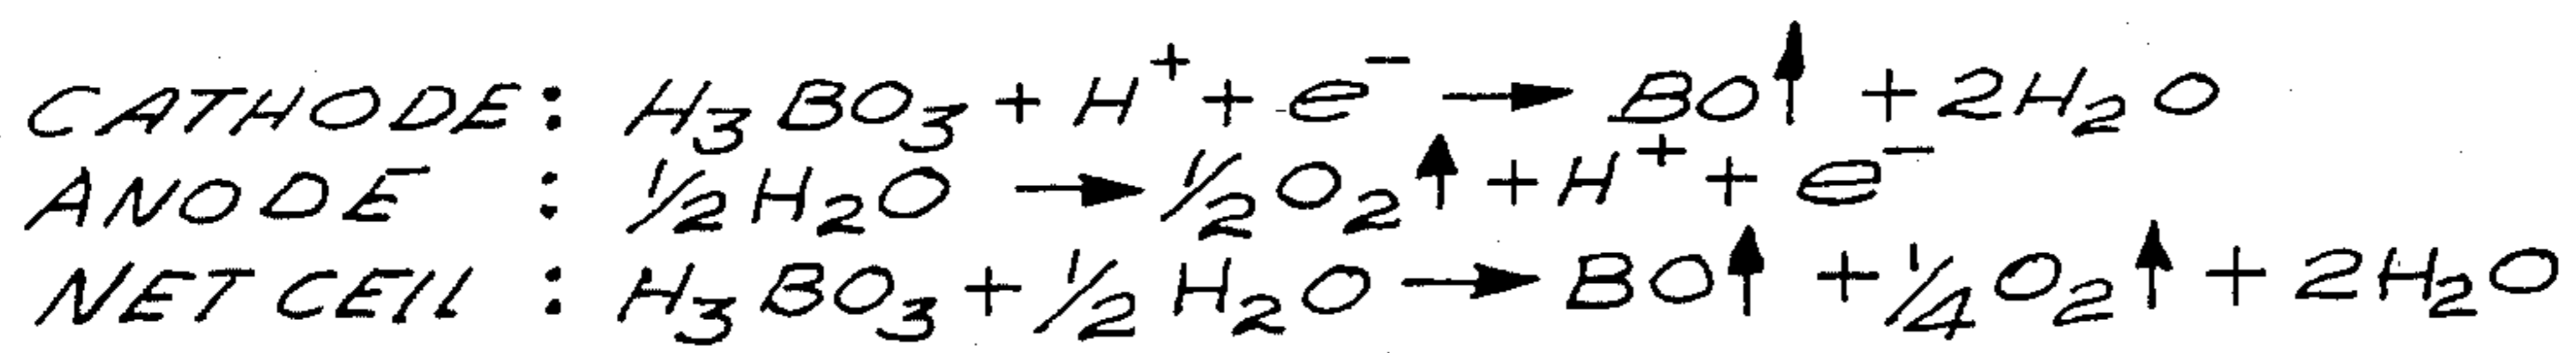 CATHODE: H₃BO₃ + H⁺ + e⁻ → BO↑ + 2H₂O
ANODE : ½H₂O → ½O₂↑ + H⁺ + e⁻
NET CELL : H₃BO₃ + ½H₂O → BO↑ + ¼O₂↑ + 2H₂O